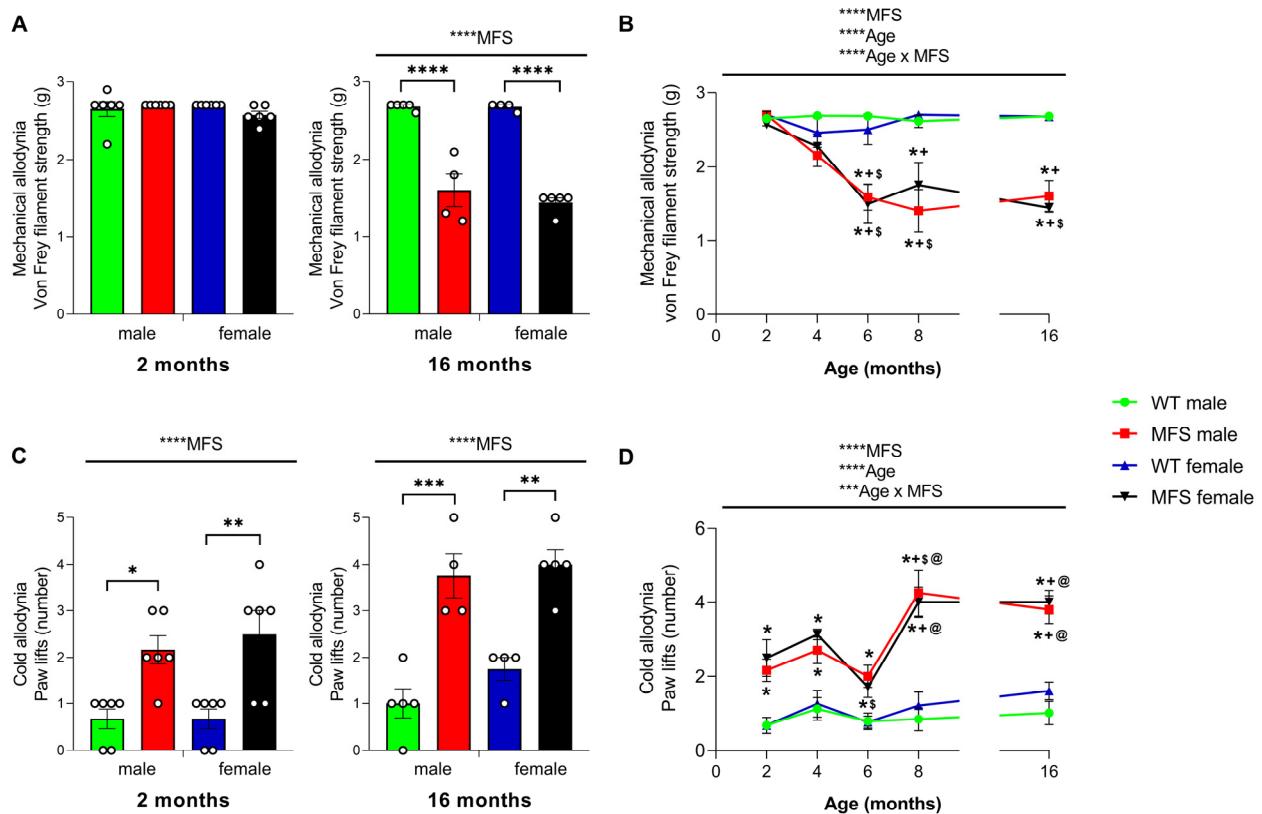 A
****MFS
****
****
Mechanical allodynia
Von Frey filament strength (g)
3
2
1
0
male
female
2 months
Mechanical allodynia
Von Frey filament strength (g)
3
2
1
0
male
female
16 months
B
****MFS
****Age
****Age x MFS
Mechanical allodynia
von Frey filament strength (g)
3
2
1
0
*+$
*+
*+
*+$
*+$
*+$
0
2
4
6
8
16
Age (months)
WT male
MFS male
WT female
MFS female
C
****MFS
*
**
Cold allodynia
Paw lifts (number)
5
4
3
2
1
0
male
female
2 months
****MFS
***
**
Cold allodynia
Paw lifts (number)
5
4
3
2
1
0
male
female
16 months
D
****MFS
****Age
***Age x MFS
Cold allodynia
Paw lifts (number)
6
4
2
0
*
*
*
*
*
*$
*+$@
*+@
*+@
*+@
0
2
4
6
8
16
Age (months)